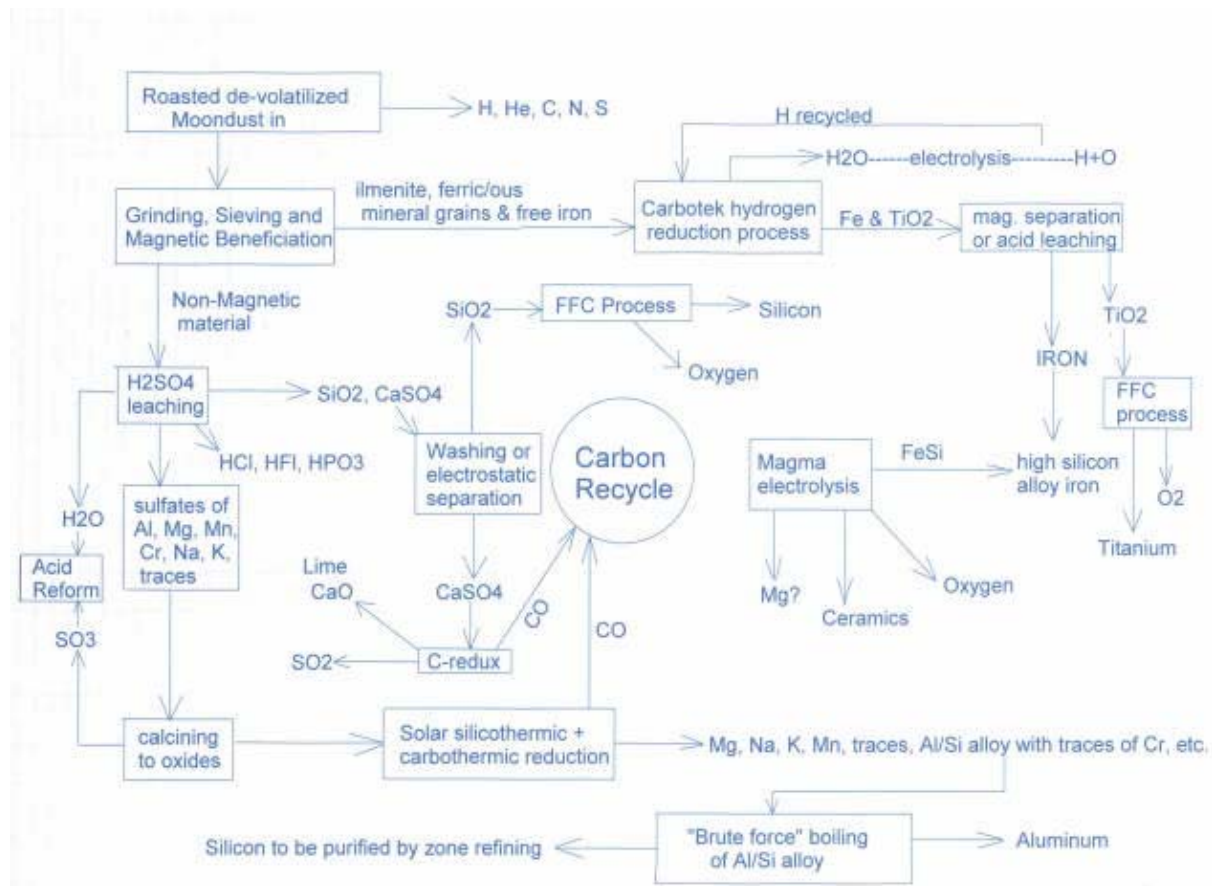 Roasted de-volatilized
Moondust in
H, He, C, N, S
H recycled
H2O------electrolysis---------H+O
Grinding, Sieving and
Magnetic Beneficiation
ilmenite, ferric/ous
mineral grains & free iron
Carbotek hydrogen
reduction process
Fe & TiO2
mag. separation
or acid leaching
Non-Magnetic
material
SiO2
FFC Process
Silicon
Oxygen
TiO2
IRON
FFC
process
O2
Titanium
H2SO4
leaching
SiO2, CaSO4
HCl, HFl, HPO3
Washing or
electrostatic
separation
Carbon
Recycle
Magma
electrolysis
FeSi
high silicon
alloy iron
Mg?
Ceramics
Oxygen
H2O
sulfates of
Al, Mg, Mn,
Cr, Na, K,
traces
Acid
Reform
SO3
Lime
CaO
CaSO4
CO
CO
SO2
C-redux
calcining
to oxides
Solar silicothermic +
carbothermic reduction
Mg, Na, K, Mn, traces, Al/Si alloy with traces of Cr, etc.
"Brute force" boiling
of Al/Si alloy
Silicon to be purified by zone refining
Aluminum